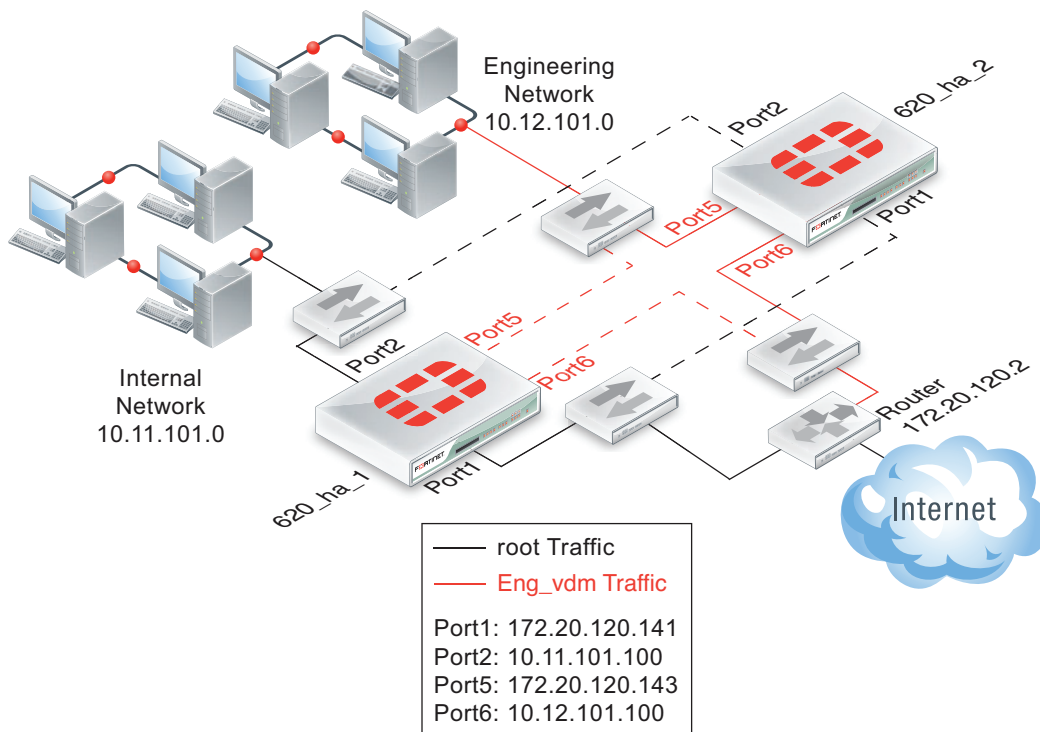 Engineering
Network
10.12.101.0
Port2
620_ha_2
FORTINET
Port5
Port1
Port6
Port5
Port2
Port6
Internal
Network
10.11.101.0
FORTINET
Port1
620_ha_1
Router
172.20.120.2
Internet
root Traffic
Eng_vdm Traffic
Port1: 172.20.120.141
Port2: 10.11.101.100
Port5: 172.20.120.143
Port6: 10.12.101.100